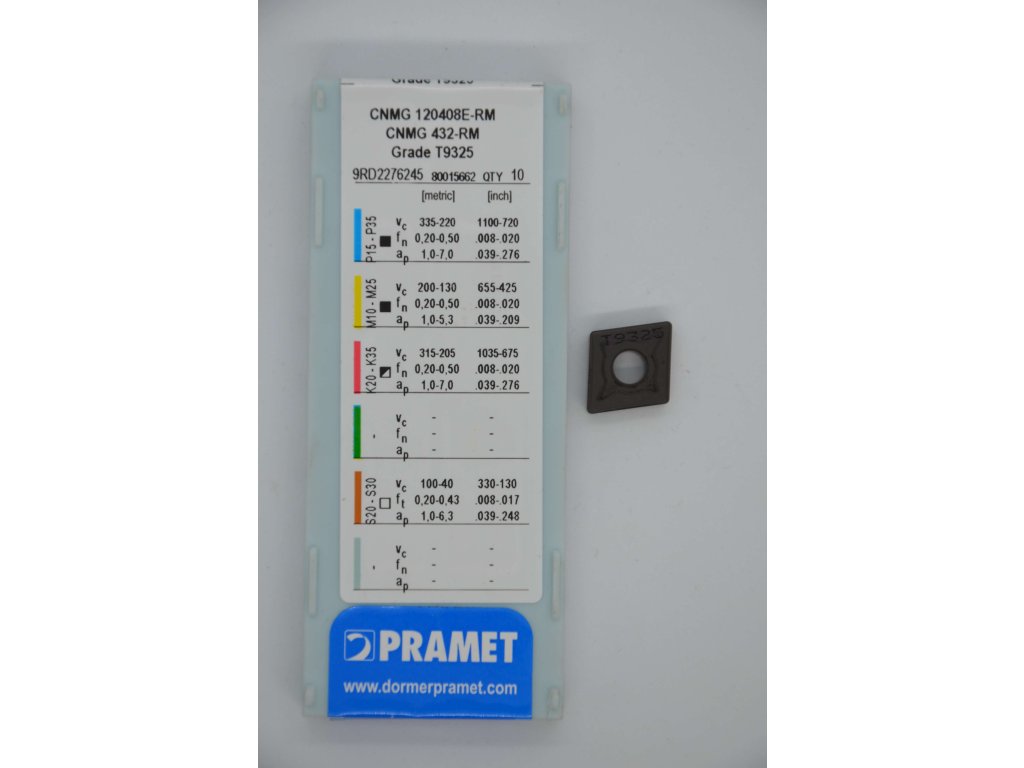 Grade T9325
CNMG 120408E-RM
CNMG 432-RM
Grade T9325
9RD2276245 80015662 QTY 10
[metric] [inch]
P15 - P35
vc 335-220 1100-720
fn 0,20-0,50 .008-.020
ap 1,0-7,0 .039-.276
M10 - M25
vc 200-130 655-425
fn 0,20-0,50 .008-.020
ap 1,0-5,3 .039-.209
K20 - K35
vc 315-205 1035-675
fn 0,20-0,50 .008-.020
ap 1,0-7,0 .039-.276
-
vc - -
fn - -
ap - -
S20 - S30
vc 100-40 330-130
ft 0,20-0,43 .008-.017
ap 1,0-6,3 .039-.248
-
vc - -
fn - -
ap - -
PRAMET
www.dormerpramet.com
T9325